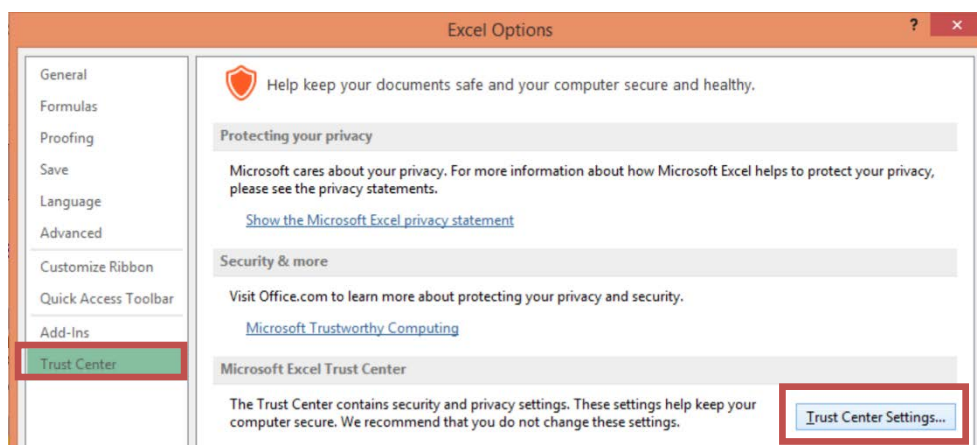 Excel Options
?
×
General
Formulas
Proofing
Save
Language
Advanced
Customize Ribbon
Quick Access Toolbar
Add-Ins
Trust Center
Help keep your documents safe and your computer secure and healthy.
Protecting your privacy
Microsoft cares about your privacy. For more information about how Microsoft Excel helps to protect your privacy,
please see the privacy statements.
Show the Microsoft Excel privacy statement
Security & more
Visit Office.com to learn more about protecting your privacy and security.
Microsoft Trustworthy Computing
Microsoft Excel Trust Center
The Trust Center contains security and privacy settings. These settings help keep your
computer secure. We recommend that you do not change these settings.
Trust Center Settings...